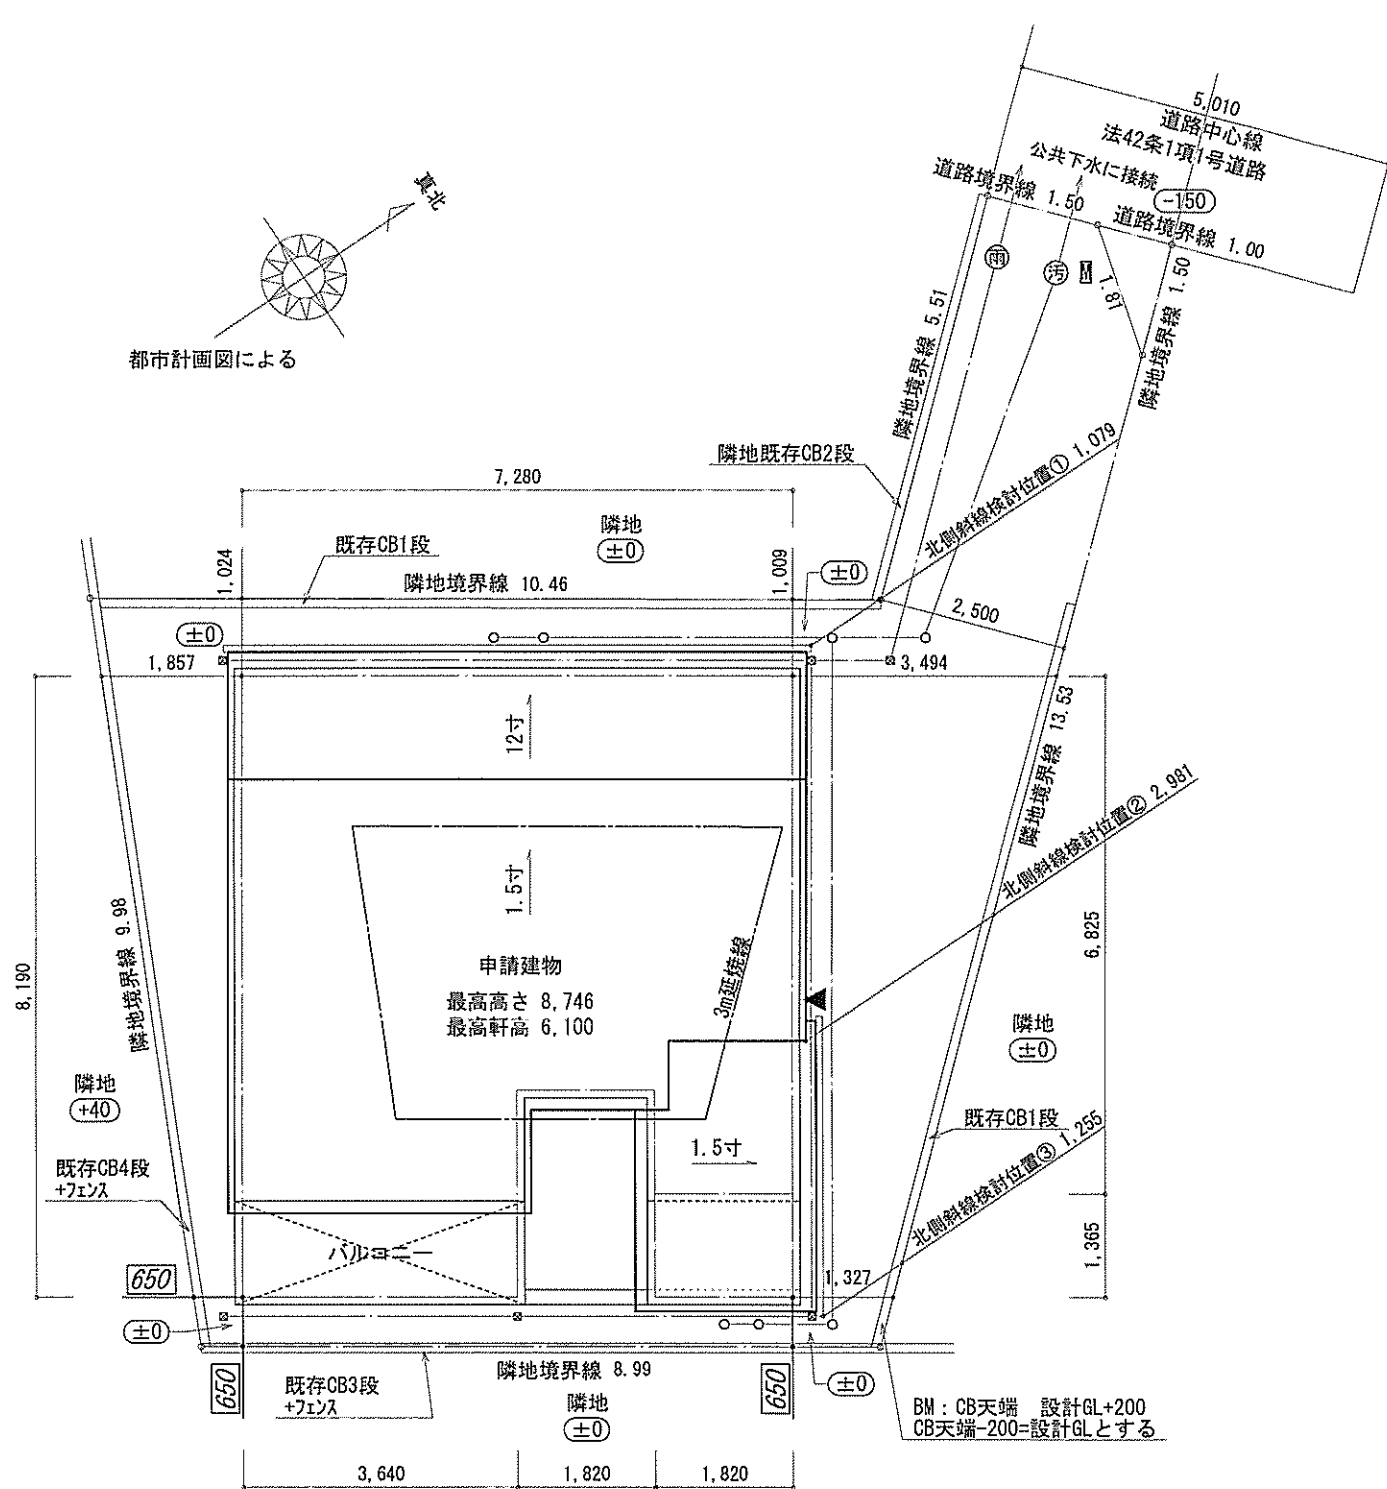 5,010
道路中心線
法42条1項1号道路
公共下水に接続
-150
道路境界線 1.50
道路境界線 1.00
真北
都市計画図による
雨
汚
M
1.81
隣地境界線 1.50
隣地境界線 5.51
隣地既存CB2段
北側斜線検討位置① 1,079
7,280
隣地
±0
既存CB1段
1,024
1,009
隣地境界線 10.46
±0
2,500
±0
1,857
3,494
12寸
隣地境界線 13.53
北側斜線検討位置② 2,981
1.5寸
申請建物
最高高さ 8,746
最高軒高 6,100
3m延焼線
隣地境界線 9.98
8,190
6,825
隣地
±0
隣地
+40
既存CB4段
+フェンス
既存CB1段
1.5寸
北側斜線検討位置③ 1,255
バルコニー
1,365
650
1,327
±0
隣地境界線 8.99
650
既存CB3段
+フェンス
隣地
±0
650
±0
BM：CB天端 設計GL+200
CB天端-200=設計GLとする
3,640
1,820
1,820